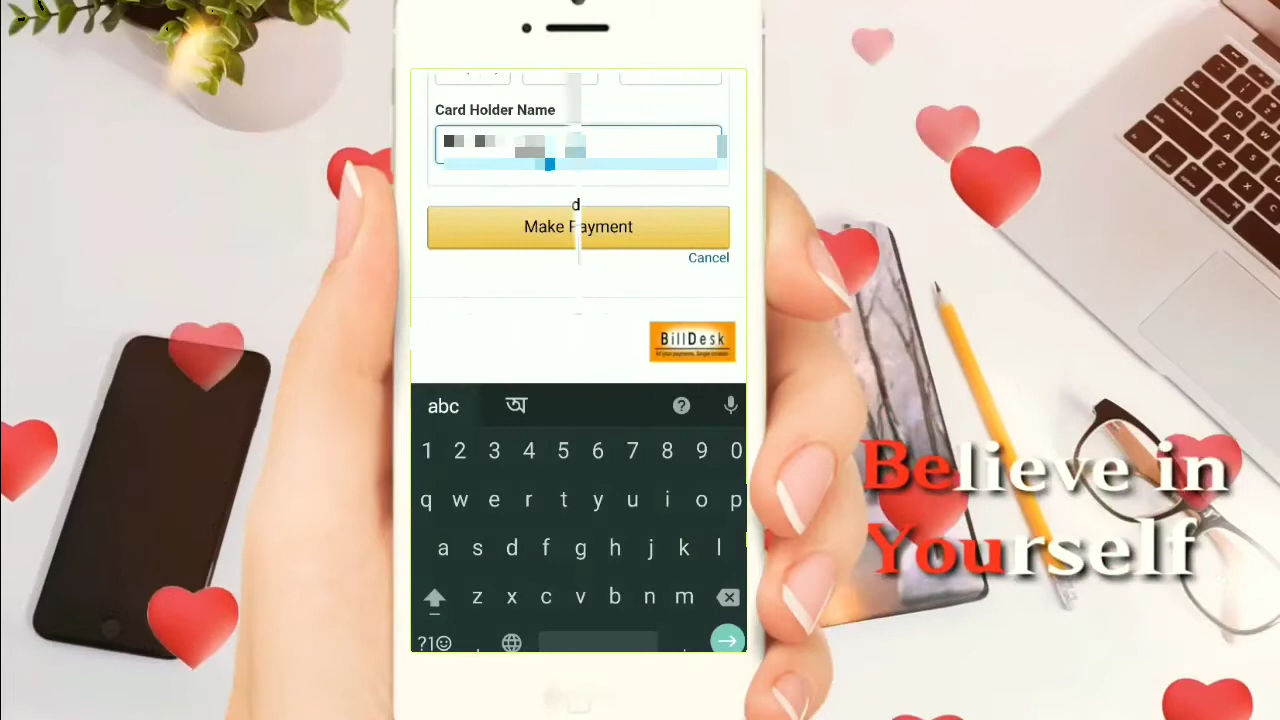 Card Holder Name
d
Make Payment
Cancel
BillDesk
abc অ ?
1 2 3 4 5 6 7 8 9 0
q w e r t y u i o p
a s d f g h j k l
z x c v b n m
?1☺ , .
Believe in
Yourself